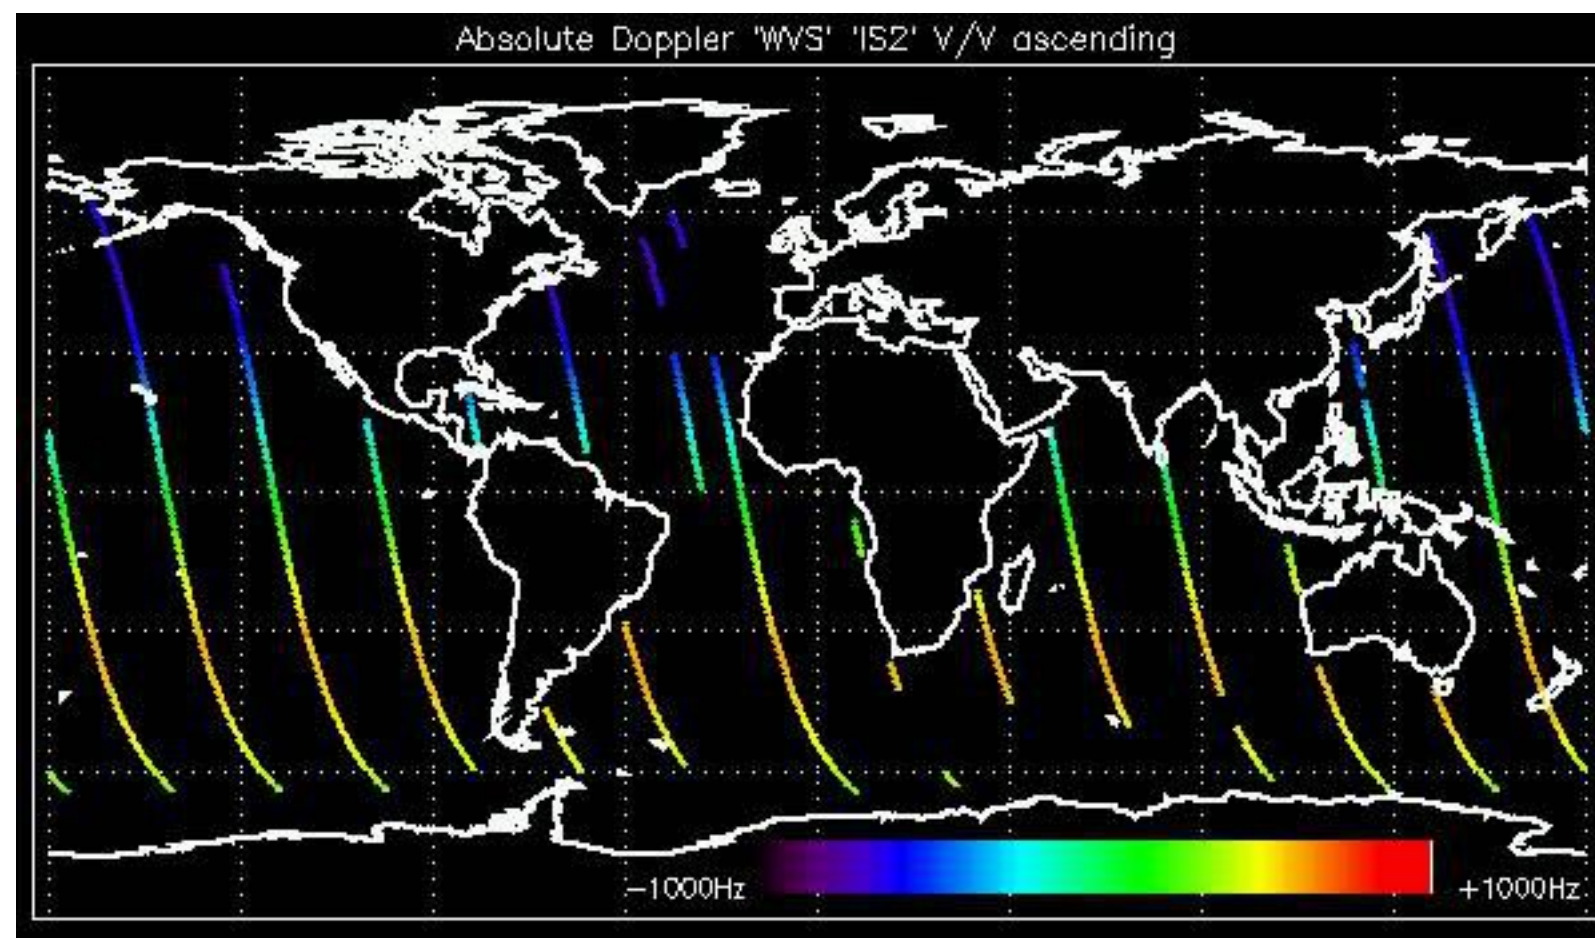 Absolute Doppler 'WVS' 'IS2' V/V ascending
-1000Hz
+1000Hz